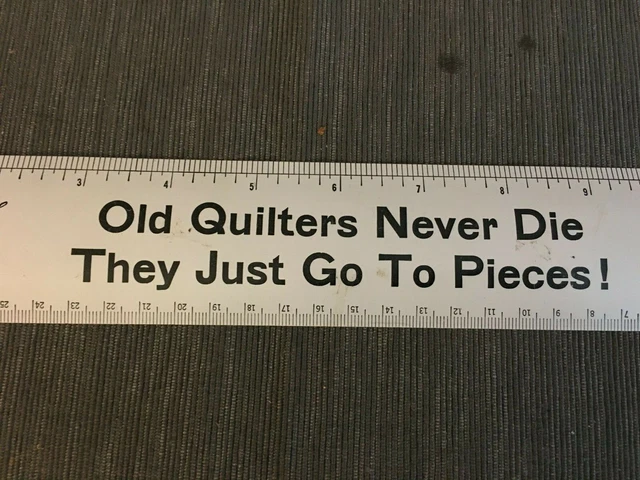 3 4 5 6 7 8 9
Old Quilters Never Die
They Just Go To Pieces!
25 24 23 22 21 20 19 18 17 16 15 14 13 12 11 10 9 8 7